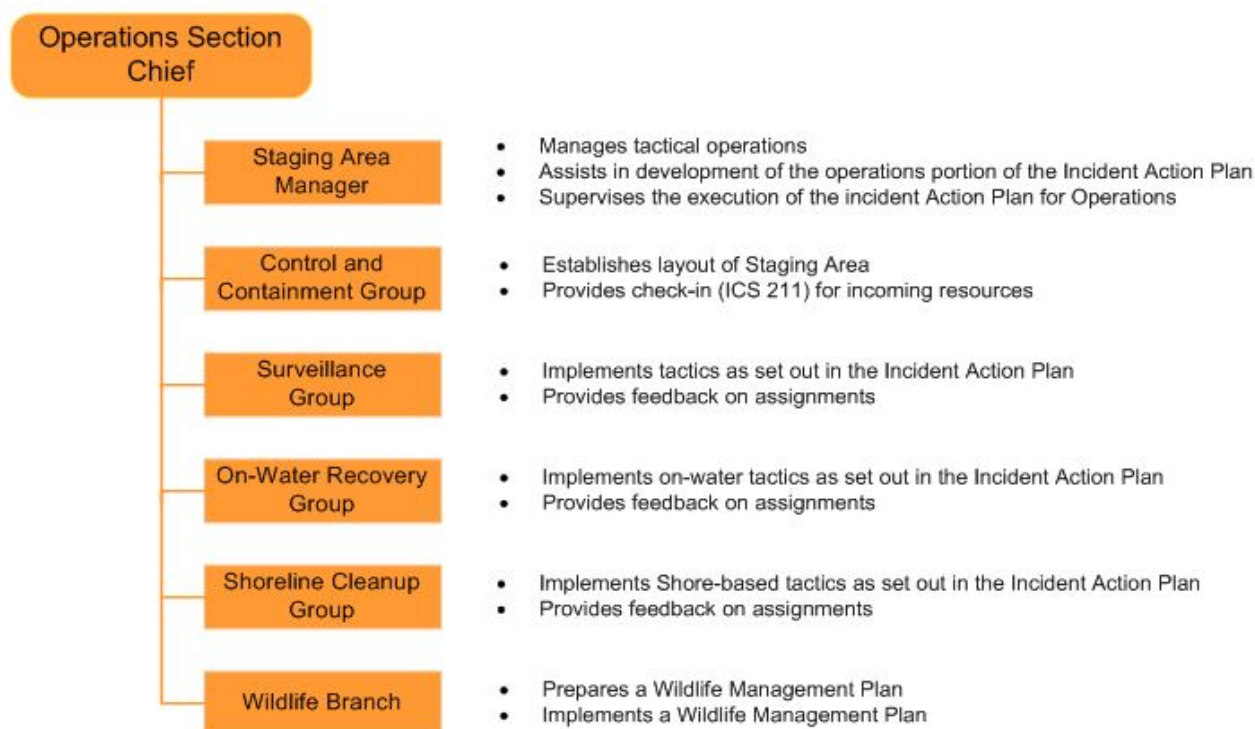 Operations Section
Chief
Staging Area
Manager
• Manages tactical operations
• Assists in development of the operations portion of the Incident Action Plan
• Supervises the execution of the incident Action Plan for Operations
Control and
Containment Group
• Establishes layout of Staging Area
• Provides check-in (ICS 211) for incoming resources
Surveillance
Group
• Implements tactics as set out in the Incident Action Plan
• Provides feedback on assignments
On-Water Recovery
Group
• Implements on-water tactics as set out in the Incident Action Plan
• Provides feedback on assignments
Shoreline Cleanup
Group
• Implements Shore-based tactics as set out in the Incident Action Plan
• Provides feedback on assignments
Wildlife Branch
• Prepares a Wildlife Management Plan
• Implements a Wildlife Management Plan